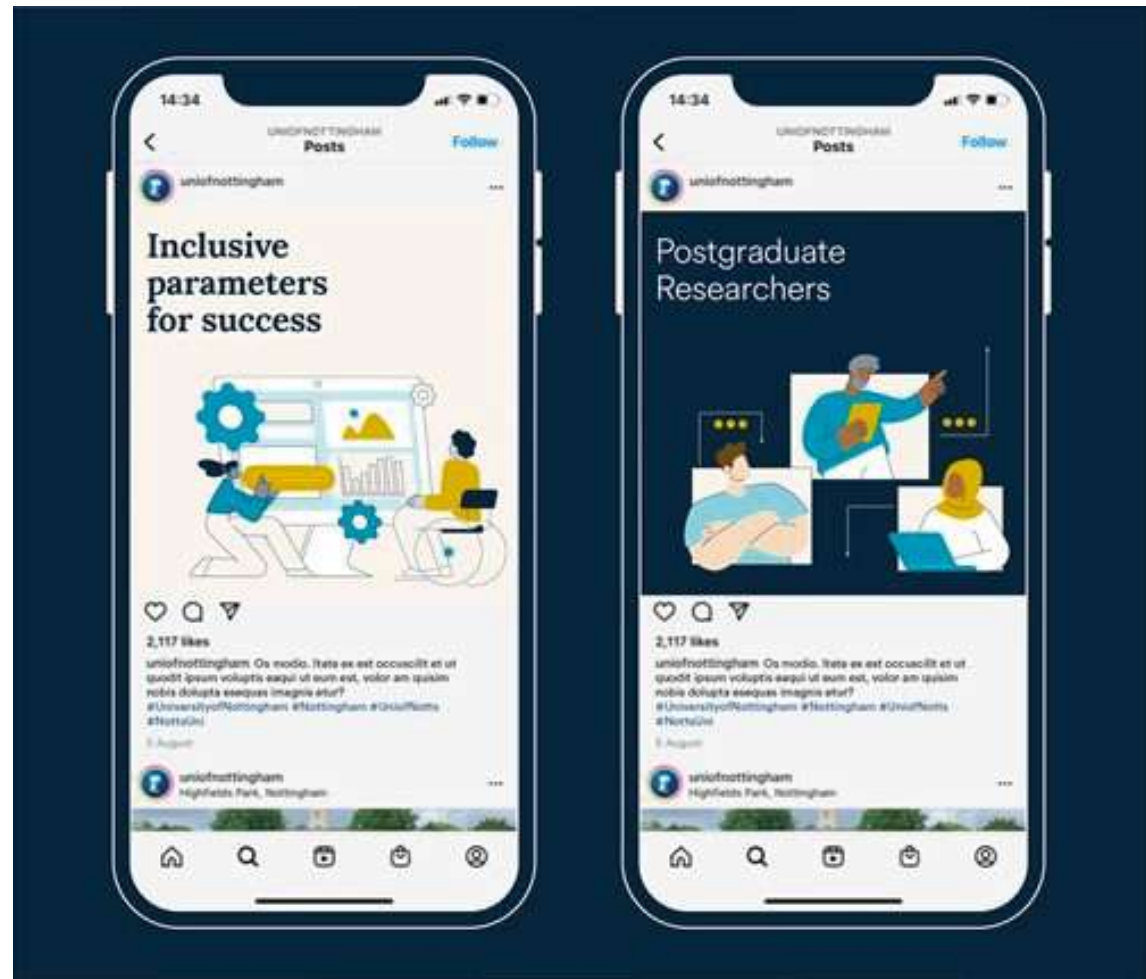 14:34
UNIOFNOTTINGHAM
Posts
Follow
uniofnottingham
Inclusive
parameters
for success
2,117 likes
uniofnottingham Os modio. Itate ex est occuscilit et ut
quodit ipsum voluptis eaqui ut eum est, volor am quisim
nobis dolupta esequas imagnis etur?
#UniversityofNottingham #Nottingham #UniofNotts
#NottsUni
5 August
uniofnottingham
Highfields Park, Nottingham
14:34
UNIOFNOTTINGHAM
Posts
Follow
uniofnottingham
Postgraduate
Researchers
2,117 likes
uniofnottingham Os modio. Itate ex est occuscilit et ut
quodit ipsum voluptis eaqui ut eum est, volor am quisim
nobis dolupta esequas imagnis etur?
#UniversityofNottingham #Nottingham #UniofNotts
#NottsUni
5 August
uniofnottingham
Highfields Park, Nottingham